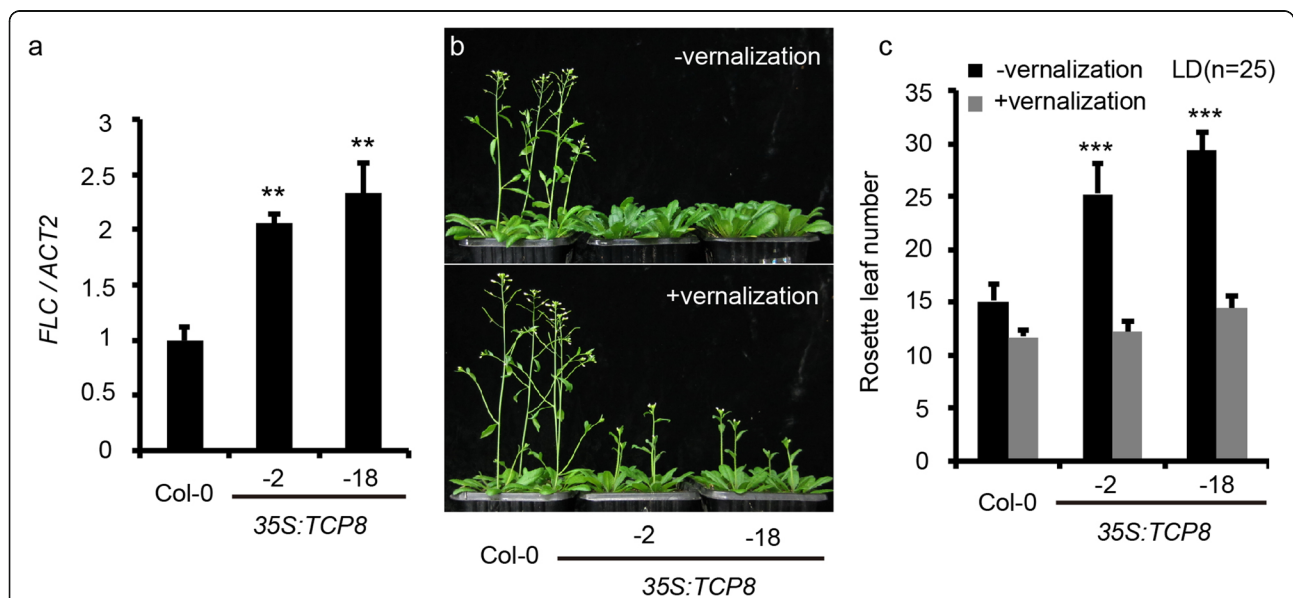 a
FLC / ACT2
3
2.5
2
1.5
1
0.5
0
**
**
Col-0
-2
-18
35S:TCP8
b
-vernalization
+vernalization
Col-0
-2
-18
35S:TCP8
c
-vernalization
LD(n=25)
+vernalization
Rosette leaf number
35
30
25
20
15
10
5
0
***
***
Col-0
-2
-18
35S:TCP8